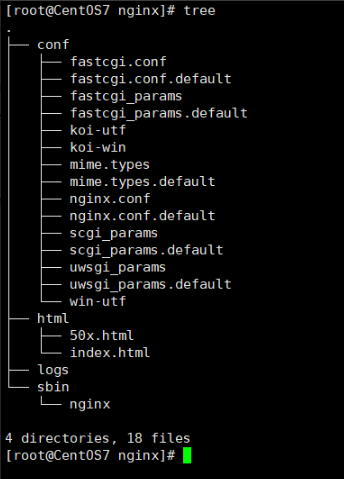 [root@CentOS7 nginx]# tree
.
├── conf
│   ├── fastcgi.conf
│   ├── fastcgi.conf.default
│   ├── fastcgi_params
│   ├── fastcgi_params.default
│   ├── koi-utf
│   ├── koi-win
│   ├── mime.types
│   ├── mime.types.default
│   ├── nginx.conf
│   ├── nginx.conf.default
│   ├── scgi_params
│   ├── scgi_params.default
│   ├── uwsgi_params
│   ├── uwsgi_params.default
│   └── win-utf
├── html
│   ├── 50x.html
│   └── index.html
├── logs
└── sbin
    └── nginx

4 directories, 18 files
[root@CentOS7 nginx]#